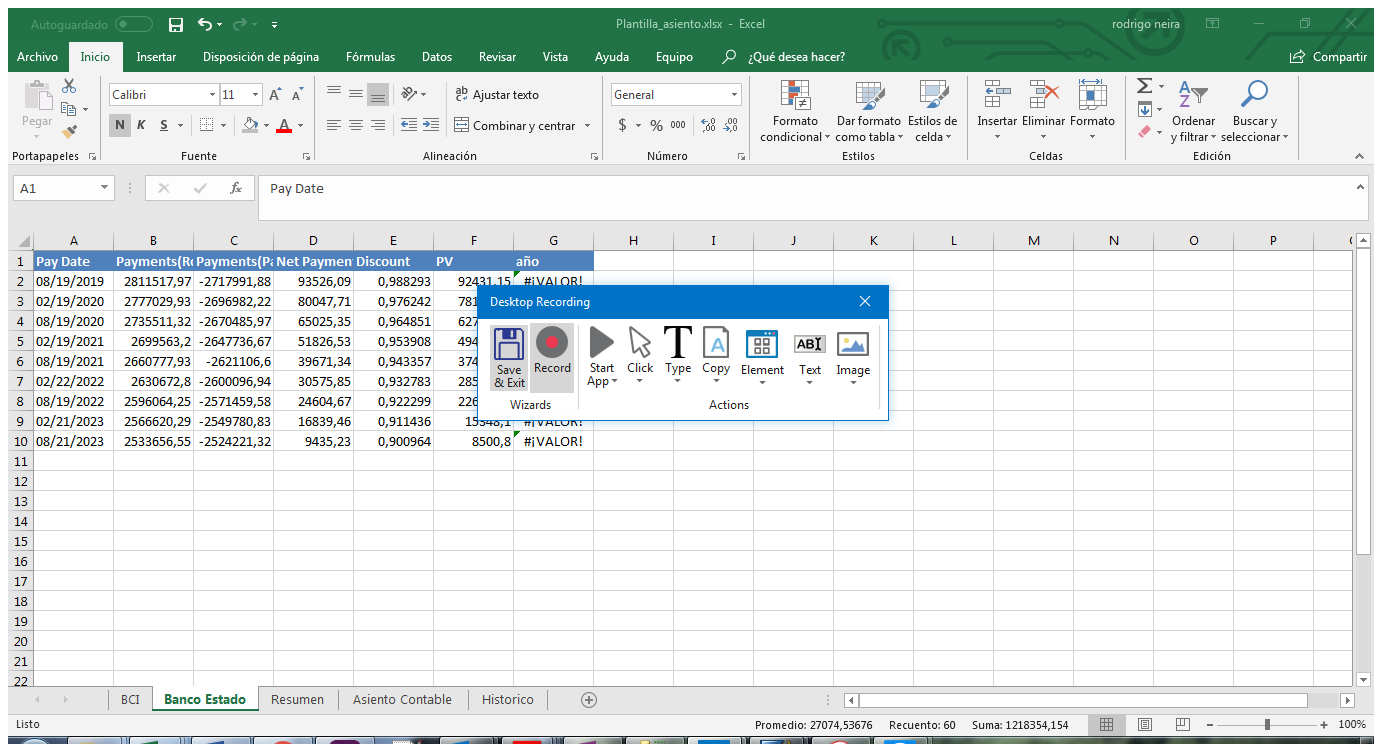 Autoguardado
Plantilla_asiento.xlsx - Excel
rodrigo neira
Archivo Inicio Insertar Disposición de página Fórmulas Datos Revisar Vista Ayuda Equipo ¿Qué desea hacer? Compartir
Pegar
Calibri 11
N K S
Ajustar texto
Combinar y centrar
General
$ % 000
Formato condicional
Dar formato como tabla
Estilos de celda
Insertar Eliminar Formato
Ordenar y filtrar
Buscar y seleccionar
Portapapeles Fuente Alineación Número Estilos Celdas Edición
A1 fx Pay Date
A B C D E F G H I J K L M N O P
1 Pay Date Net Paymen Discount PV año
2 08/19/2019 2811517,97 -2717991,88 93526,09 0,988293 92431,15 #¡VALOR!
3 02/19/2020 2777029,93 -2696982,22 80047,71 0,976242 781
4 08/19/2020 2735511,32 -2670485,97 65025,35 0,964851 627
5 02/19/2021 2699563,2 -2647736,67 51826,53 0,953908 494
6 08/19/2021 2660777,93 -2621106,6 39671,34 0,943357 374
7 02/22/2022 2630672,8 -2600096,94 30575,85 0,932783 285
8 08/19/2022 2596064,25 -2571459,58 24604,67 0,922299 226
9 02/21/2023 2566620,29 -2549780,83 16839,46 0,911436 15348,1 #¡VALOR!
10 08/21/2023 2533656,55 -2524221,32 9435,23 0,900964 8500,8 #¡VALOR!
11
12
13
14
15
16
17
18
19
20
21
22
Desktop Recording
Save & Exit
Record
Start App
Click
Type
Copy
Element
Text
Image
Wizards Actions
BCI Banco Estado Resumen Asiento Contable Historico
Listo
Promedio: 27074,53676 Recuento: 60 Suma: 1218354,154
100%